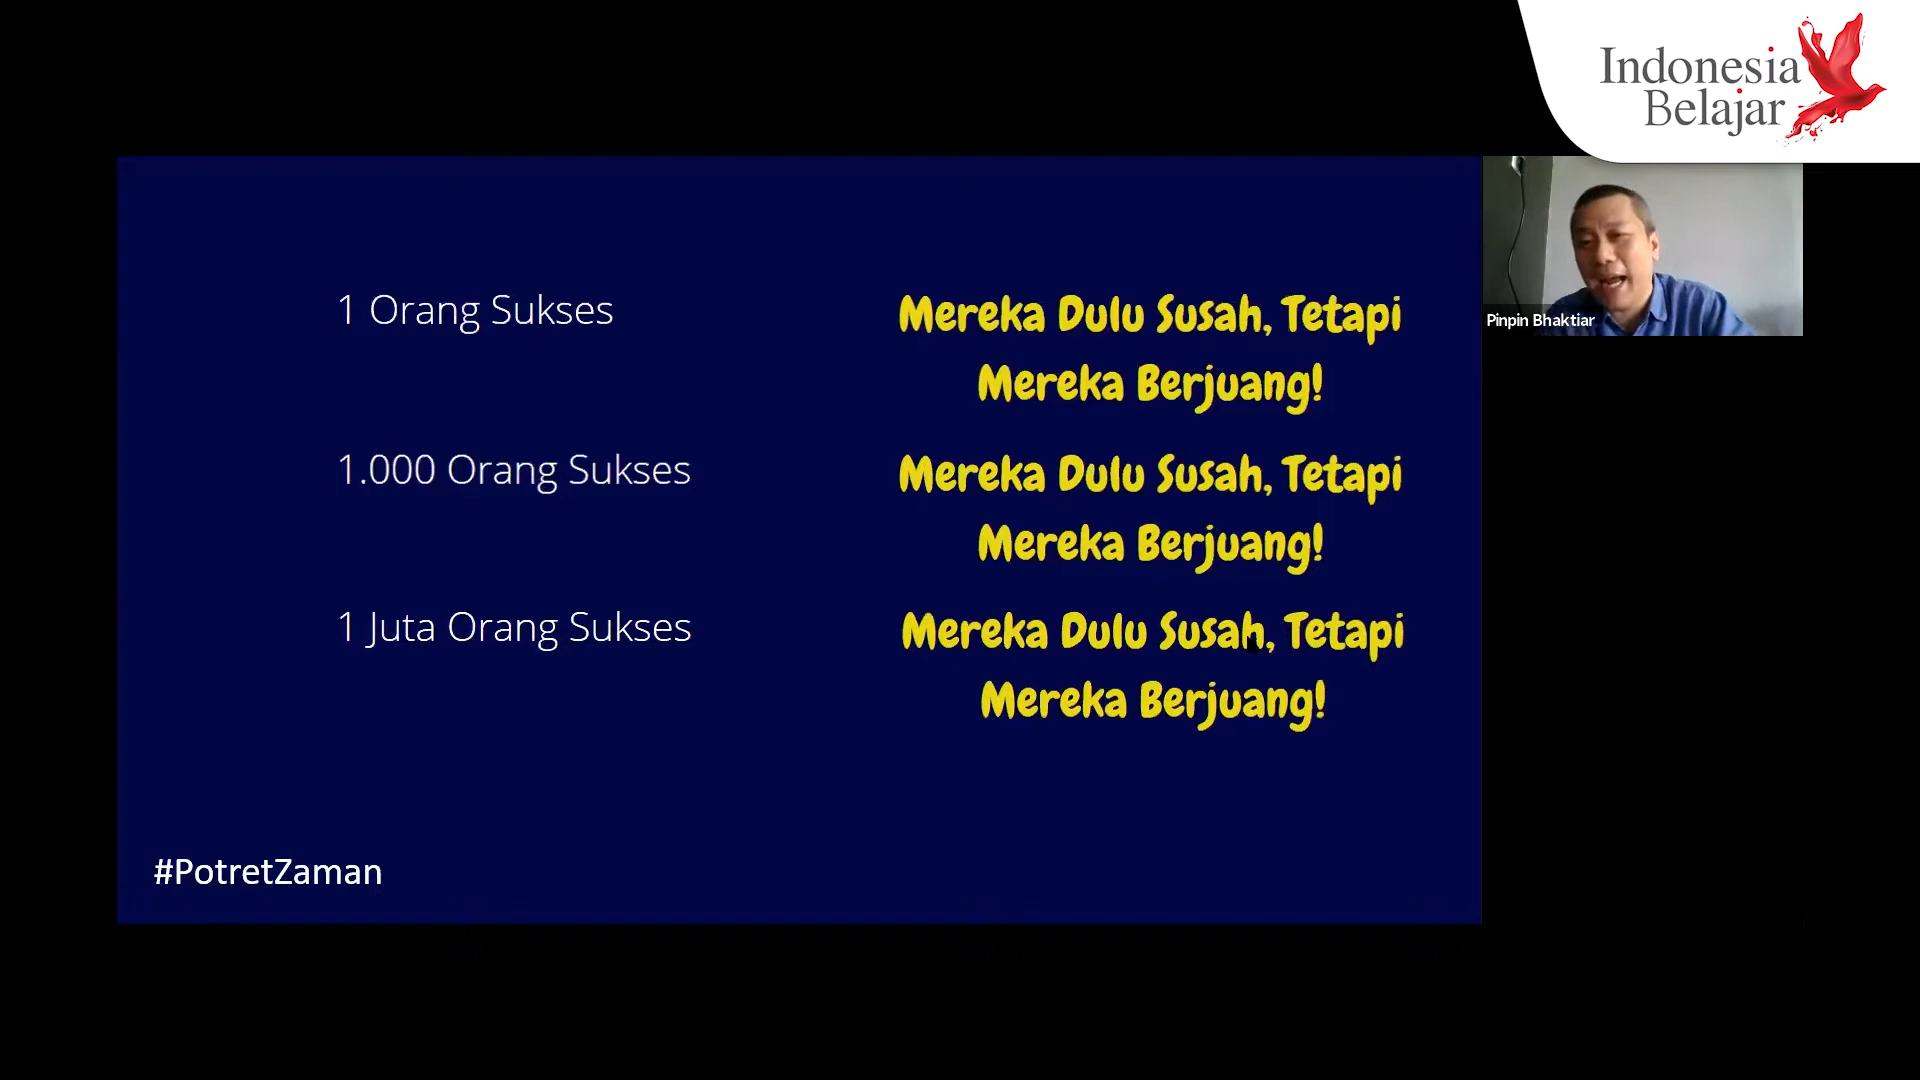 Indonesia
Belajar
1 Orang Sukses
Mereka Dulu Susah, Tetapi
Mereka Berjuang!
1.000 Orang Sukses
Mereka Dulu Susah, Tetapi
Mereka Berjuang!
1 Juta Orang Sukses
Mereka Dulu Susah, Tetapi
Mereka Berjuang!
#PotretZaman
Pinpin Bhaktiar